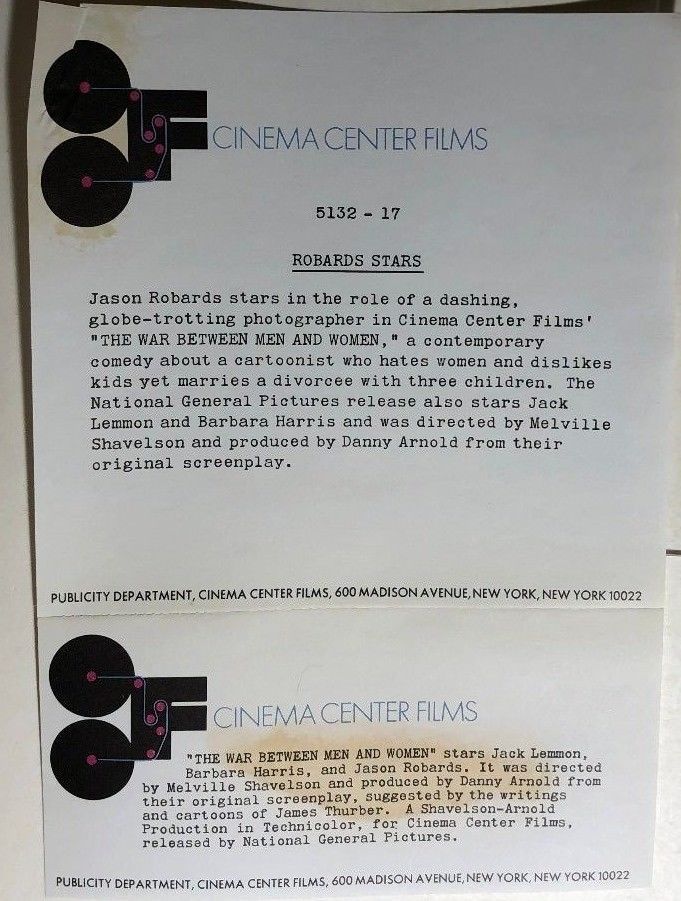 CINEMA CENTER FILMS
5132 - 17
ROBARDS STARS
Jason Robards stars in the role of a dashing,
globe-trotting photographer in Cinema Center Films'
"THE WAR BETWEEN MEN AND WOMEN," a contemporary
comedy about a cartoonist who hates women and dislikes
kids yet marries a divorcee with three children. The
National General Pictures release also stars Jack
Lemmon and Barbara Harris and was directed by Melville
Shavelson and produced by Danny Arnold from their
original screenplay.
PUBLICITY DEPARTMENT, CINEMA CENTER FILMS, 600 MADISON AVENUE, NEW YORK, NEW YORK 10022
CINEMA CENTER FILMS
"THE WAR BETWEEN MEN AND WOMEN" stars Jack Lemmon,
Barbara Harris, and Jason Robards. It was directed
by Melville Shavelson and produced by Danny Arnold from
their original screenplay, suggested by the writings
and cartoons of James Thurber. A Shavelson-Arnold
Production in Technicolor, for Cinema Center Films,
released by National General Pictures.
PUBLICITY DEPARTMENT, CINEMA CENTER FILMS, 600 MADISON AVENUE, NEW YORK, NEW YORK 10022